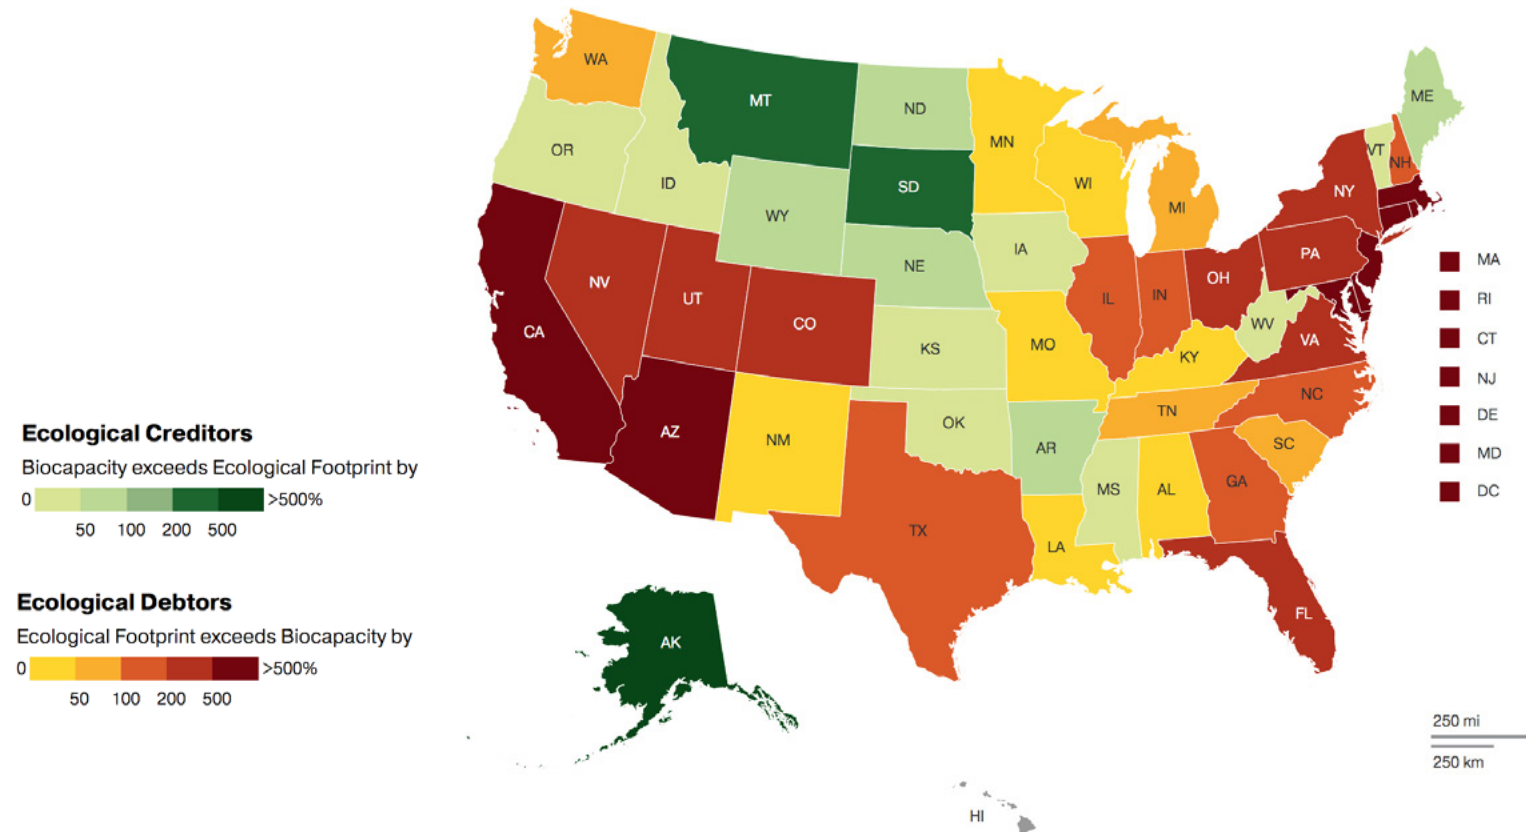 Ecological Creditors
Biocapacity exceeds Ecological Footprint by
0 >500%
50 100 200 500
Ecological Debtors
Ecological Footprint exceeds Biocapacity by
0 >500%
50 100 200 500
WA
MT
ND
MN
ME
OR
ID
SD
WI
VT
NH
WY
MI
NY
IA
NE
PA
NV
UT
CO
IL
IN
OH
WV
CA
KS
MO
KY
VA
AZ
NM
OK
AR
TN
NC
SC
MS
AL
GA
TX
LA
FL
AK
HI
MA
RI
CT
NJ
DE
MD
DC
250 mi
250 km